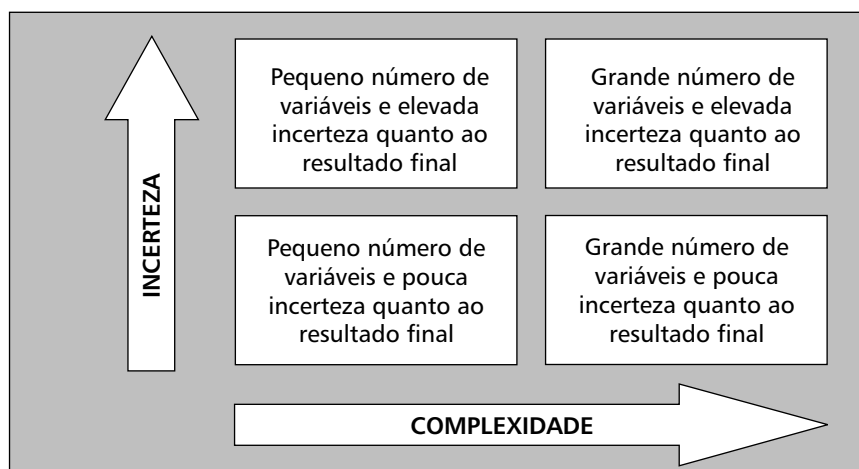 Pequeno número de
variáveis e elevada
incerteza quanto ao
resultado final
Grande número de
variáveis e elevada
incerteza quanto ao
resultado final
INCERTEZA
Pequeno número de
variáveis e pouca
incerteza quanto ao
resultado final
Grande número de
variáveis e pouca
incerteza quanto ao
resultado final
COMPLEXIDADE